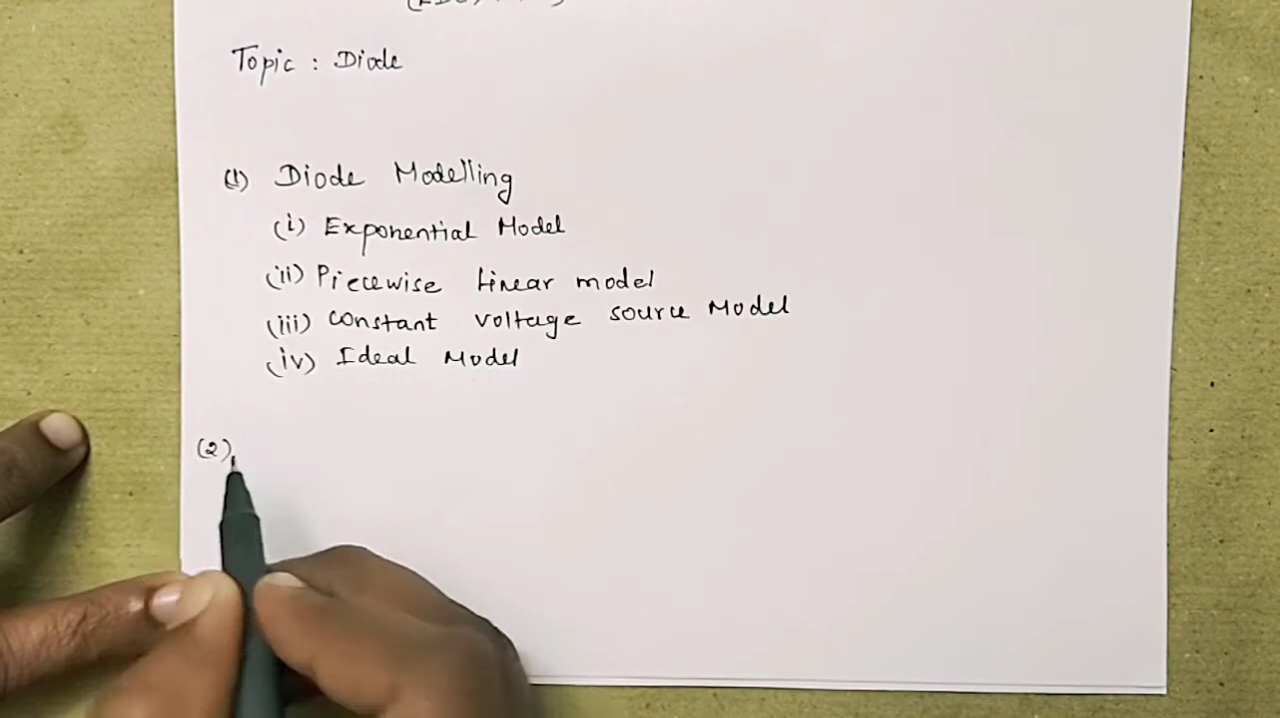 Topic : Diode
(1) Diode Modelling
(i) Exponential Model
(ii) Piecewise Linear model
(iii) Constant voltage source Model
(iv) Ideal Model
(2)